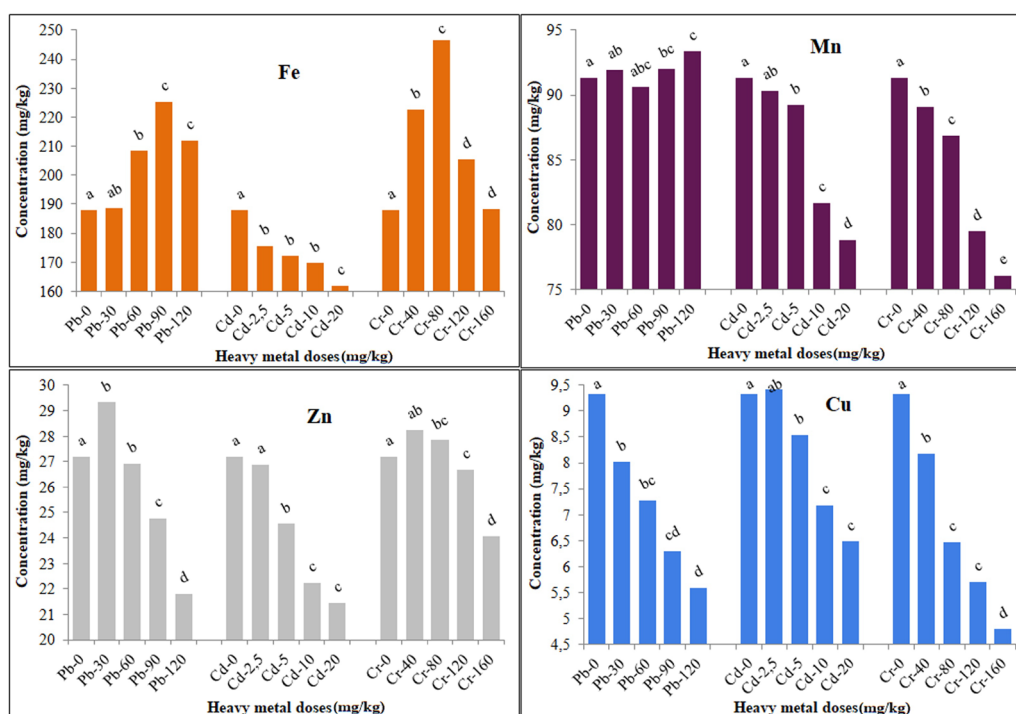 Fe
Concentration (mg/kg)
250
240
230
220
210
200
190
180
170
160
a ab b c c a b b b c a b c d d
Pb-0 Pb-30 Pb-60 Pb-90 Pb-120 Cd-0 Cd-2,5 Cd-5 Cd-10 Cd-20 Cr-0 Cr-40 Cr-80 Cr-120 Cr-160
Heavy metal doses(mg/kg)
Mn
Concentration (mg/kg)
95
90
85
80
75
a ab abc bc c a ab b c d a b c d e
Pb-0 Pb-30 Pb-60 Pb-90 Pb-120 Cd-0 Cd-2,5 Cd-5 Cd-10 Cd-20 Cr-0 Cr-40 Cr-80 Cr-120 Cr-160
Heavy metal doses(mg/kg)
Zn
Concentration (mg/kg)
30
29
28
27
26
25
24
23
22
21
20
a b b c d a a b c c a ab bc c d
Pb-0 Pb-30 Pb-60 Pb-90 Pb-120 Cd-0 Cd-2,5 Cd-5 Cd-10 Cd-20 Cr-0 Cr-40 Cr-80 Cr-120 Cr-160
Heavy metal doses(mg/kg)
Cu
Concentration (mg/kg)
9,5
9
8,5
8
7,5
7
6,5
6
5,5
5
4,5
a b bc cd d a ab b c c a b c c d
Pb-0 Pb-30 Pb-60 Pb-90 Pb-120 Cd-0 Cd-2,5 Cd-5 Cd-10 Cd-20 Cr-0 Cr-40 Cr-80 Cr-120 Cr-160
Heavy metal doses (mg/kg)